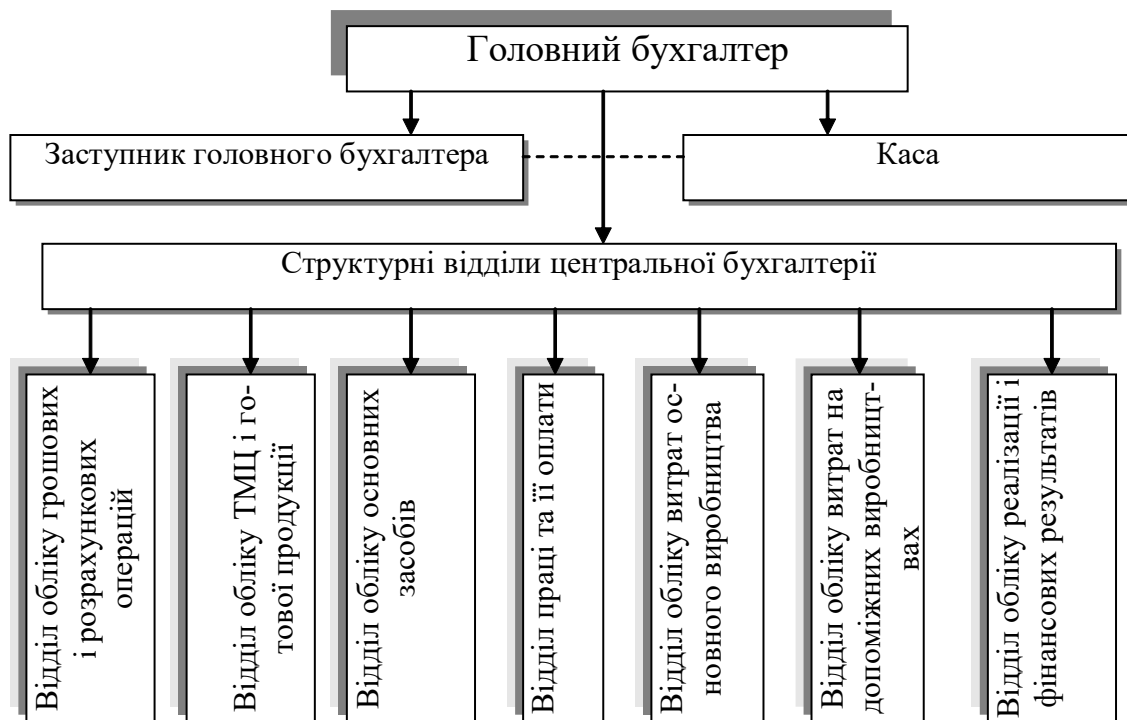 Головний бухгалтер
Заступник головного бухгалтера
Каса
Структурні відділи центральної бухгалтерії
Відділ обліку грошових
і розрахункових
операцій
Відділ обліку ТМЦ і го-
тової продукції
Відділ обліку основних
засобів
Відділ праці та її оплати
Відділ обліку витрат ос-
новного виробництва
Відділ обліку витрат на
допоміжних виробницт-
вах
Відділ обліку реалізації і
фінансових результатів